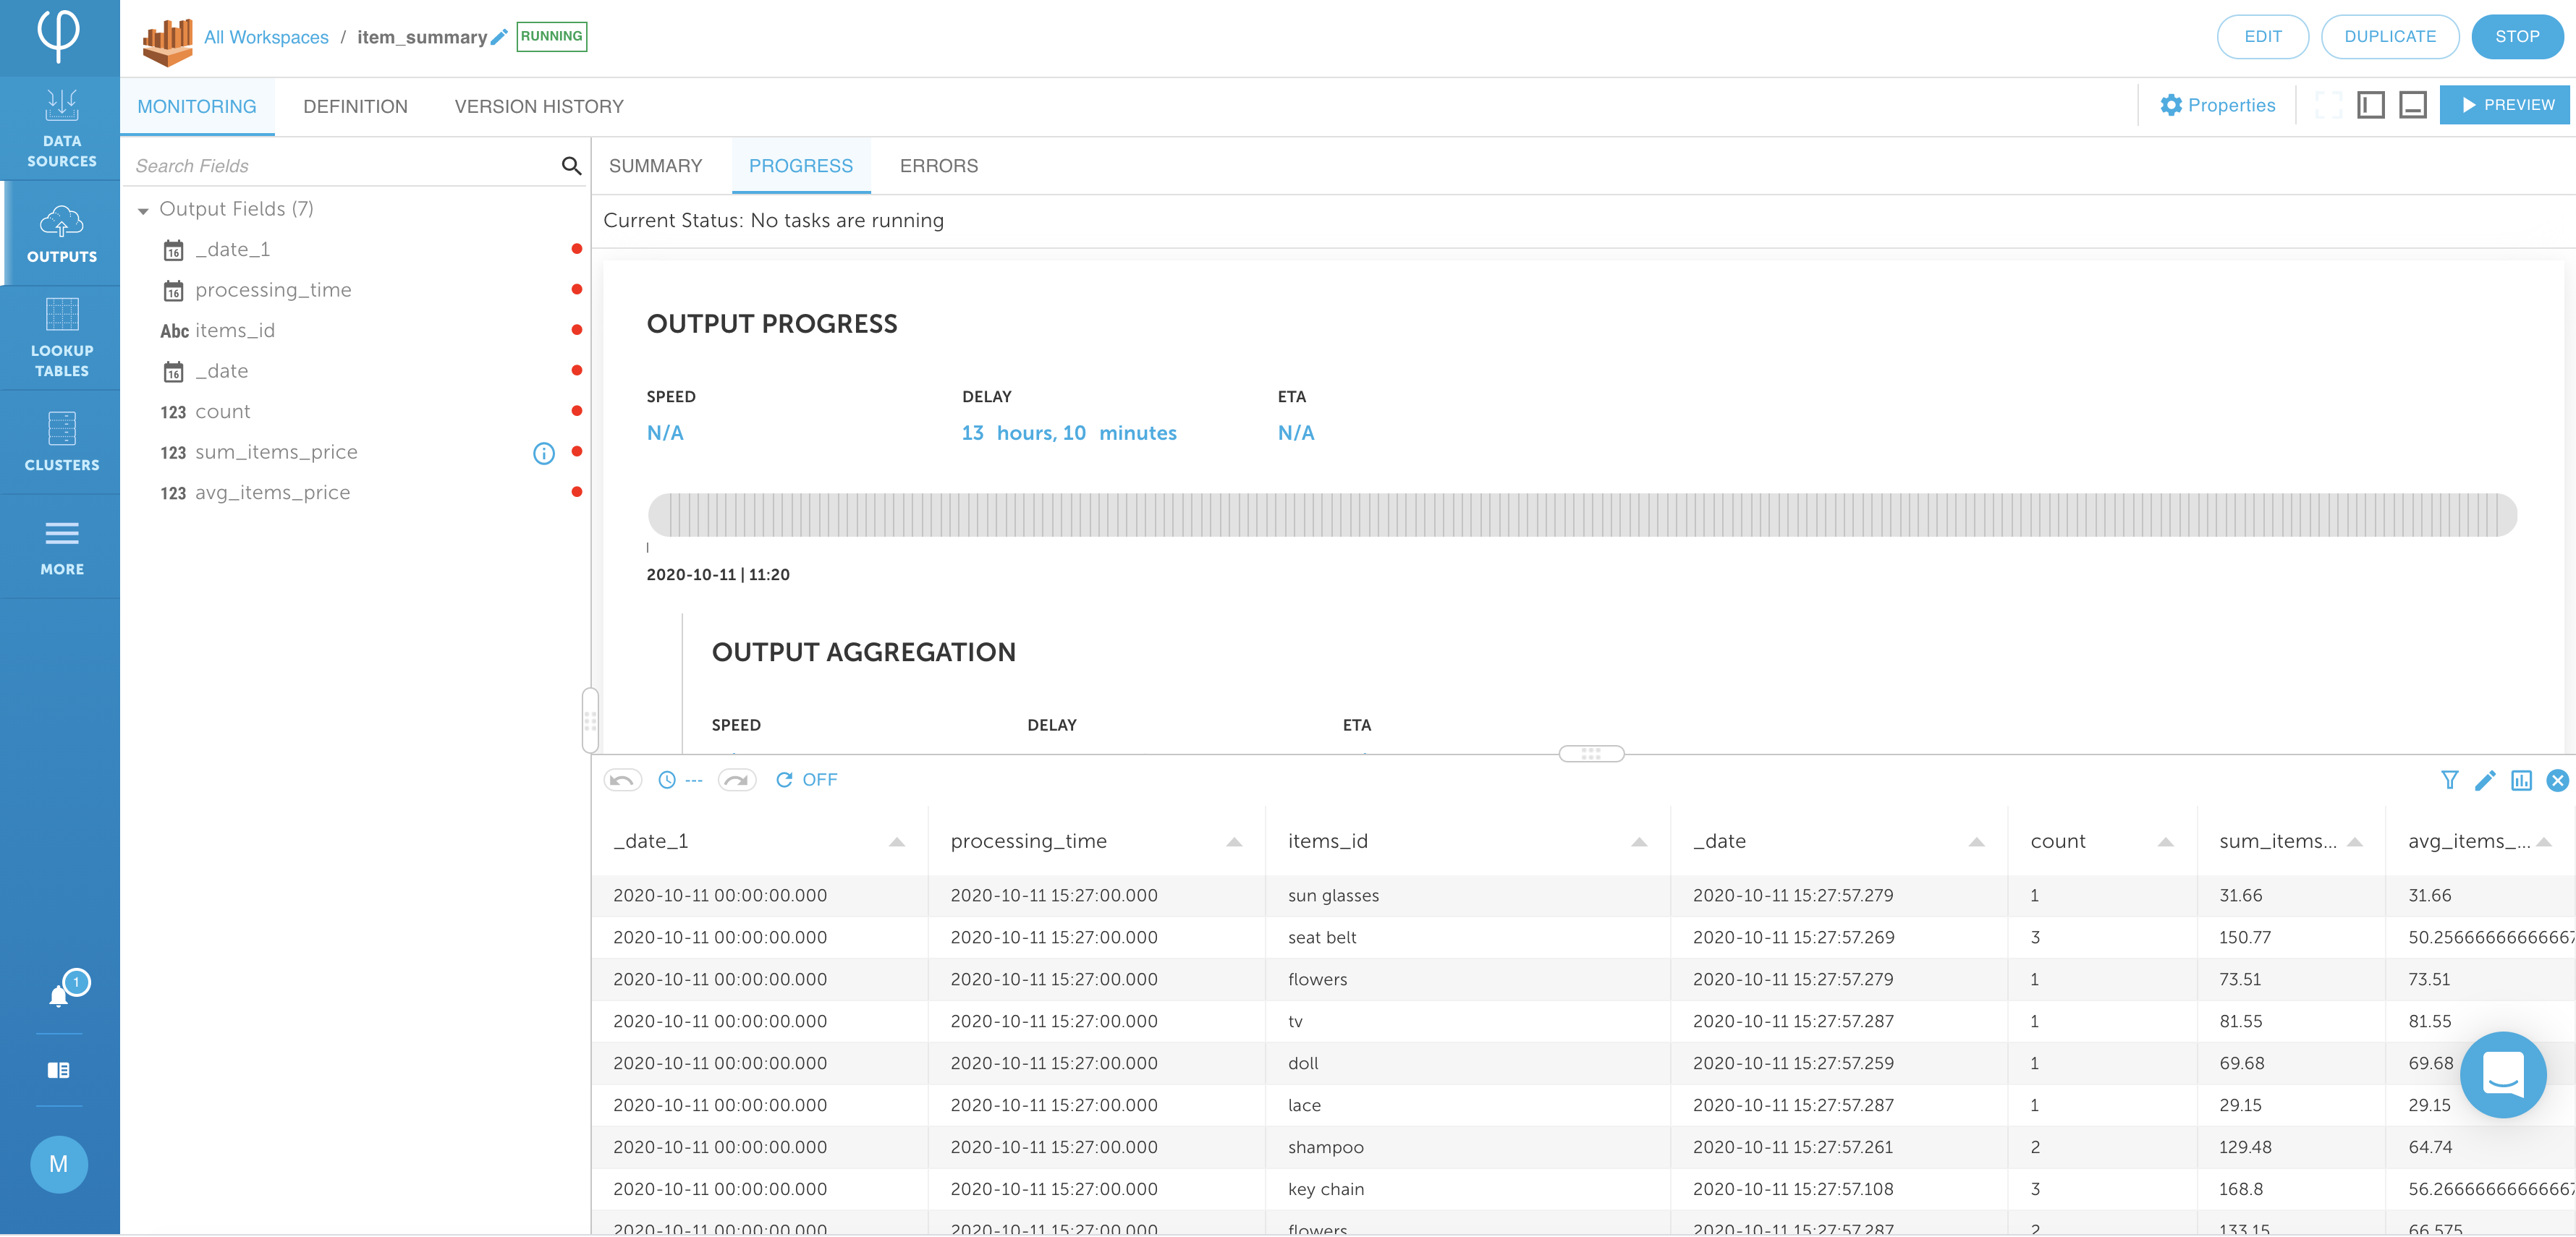 All Workspaces / item_summary RUNNING
EDIT DUPLICATE STOP
MONITORING DEFINITION VERSION HISTORY
Properties PREVIEW
DATA
SOURCES
OUTPUTS
LOOKUP
TABLES
CLUSTERS
MORE
1
M
Search Fields
Output Fields (7)
16 _date_1
16 processing_time
Abc items_id
16 _date
123 count
123 sum_items_price
123 avg_items_price
SUMMARY PROGRESS ERRORS
Current Status: No tasks are running
OUTPUT PROGRESS
SPEED DELAY ETA
N/A 13 hours, 10 minutes N/A
2020-10-11 | 11:20
OUTPUT AGGREGATION
SPEED DELAY ETA
--- OFF
_date_1 processing_time items_id _date count sum_items... avg_items_...
2020-10-11 00:00:00.000 2020-10-11 15:27:00.000 sun glasses 2020-10-11 15:27:57.279 1 31.66 31.66
2020-10-11 00:00:00.000 2020-10-11 15:27:00.000 seat belt 2020-10-11 15:27:57.269 3 150.77 50.256666666666667
2020-10-11 00:00:00.000 2020-10-11 15:27:00.000 flowers 2020-10-11 15:27:57.279 1 73.51 73.51
2020-10-11 00:00:00.000 2020-10-11 15:27:00.000 tv 2020-10-11 15:27:57.287 1 81.55 81.55
2020-10-11 00:00:00.000 2020-10-11 15:27:00.000 doll 2020-10-11 15:27:57.259 1 69.68 69.68
2020-10-11 00:00:00.000 2020-10-11 15:27:00.000 lace 2020-10-11 15:27:57.287 1 29.15 29.15
2020-10-11 00:00:00.000 2020-10-11 15:27:00.000 shampoo 2020-10-11 15:27:57.261 2 129.48 64.74
2020-10-11 00:00:00.000 2020-10-11 15:27:00.000 key chain 2020-10-11 15:27:57.108 3 168.8 56.266666666666667
2020-10-11 00:00:00.000 2020-10-11 15:27:00.000 flowers 2020-10-11 15:27:57.287 2 133.15 66.575